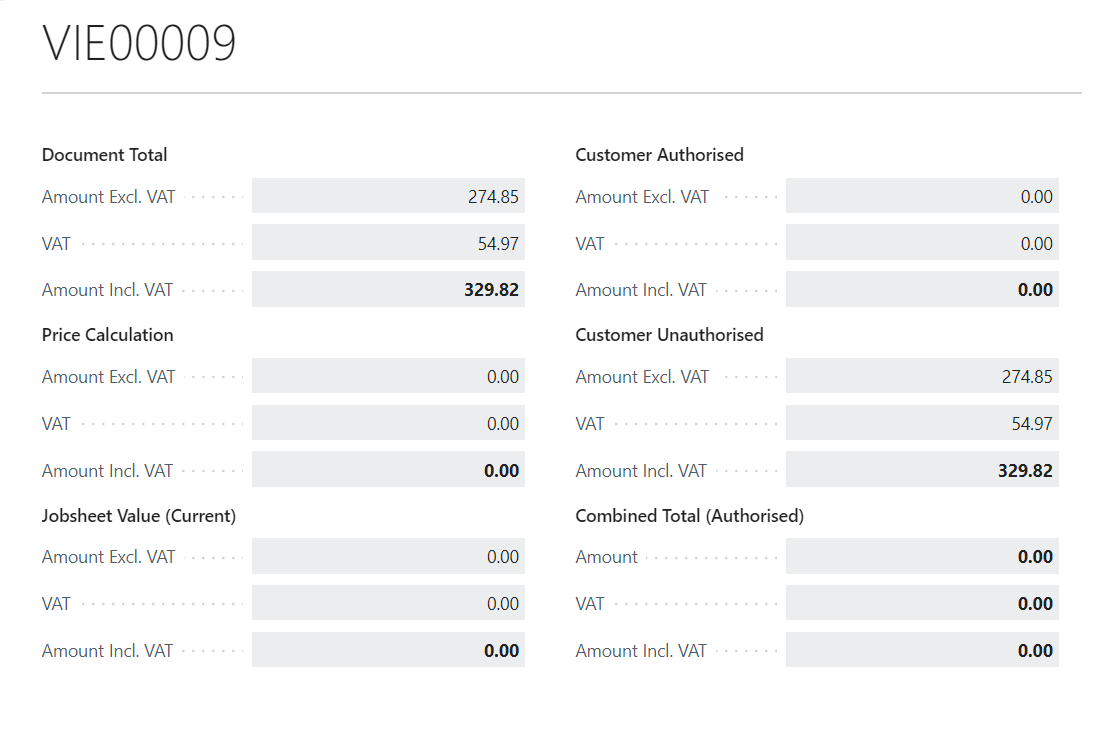 VIE00009
Document Total
Amount Excl. VAT 274.85
VAT 54.97
Amount Incl. VAT 329.82
Price Calculation
Amount Excl. VAT 0.00
VAT 0.00
Amount Incl. VAT 0.00
Jobsheet Value (Current)
Amount Excl. VAT 0.00
VAT 0.00
Amount Incl. VAT 0.00
Customer Authorised
Amount Excl. VAT 0.00
VAT 0.00
Amount Incl. VAT 0.00
Customer Unauthorised
Amount Excl. VAT 274.85
VAT 54.97
Amount Incl. VAT 329.82
Combined Total (Authorised)
Amount 0.00
VAT 0.00
Amount Incl. VAT 0.00